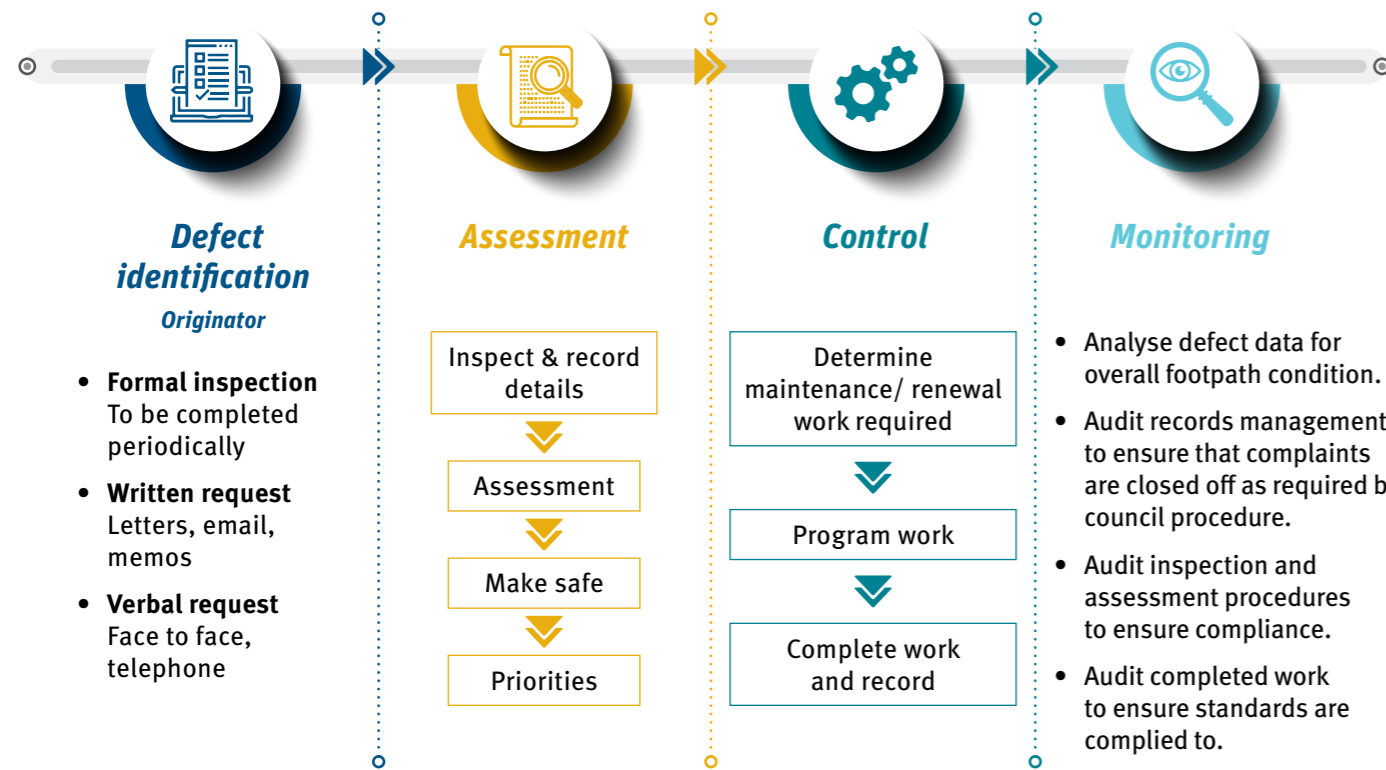 Defect
identification
Originator
• Formal inspection
To be completed
periodically
• Written request
Letters, email,
memos
• Verbal request
Face to face,
telephone
Assessment
Inspect & record
details
Assessment
Make safe
Priorities
Control
Determine
maintenance/ renewal
work required
Program work
Complete work
and record
Monitoring
• Analyse defect data for
overall footpath condition.
• Audit records management
to ensure that complaints
are closed off as required
council procedure.
• Audit inspection and
assessment procedures
to ensure compliance.
• Audit completed work
to ensure standards are
complied to.